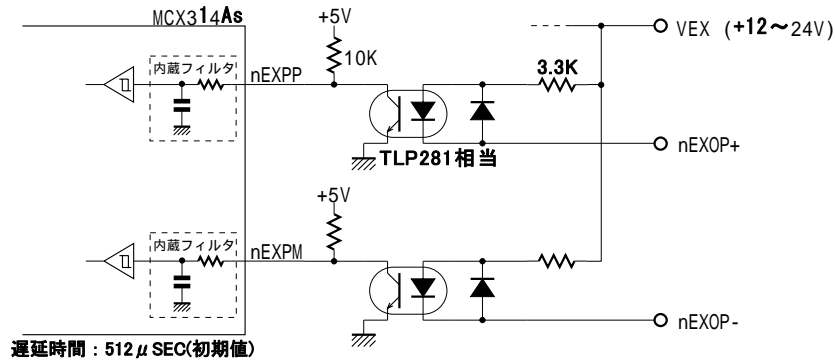 MCX314As
+5V
VEX (+12～24V)
内蔵フィルタ
nEXPP
10K
3.3K
nEXOP+
TLP281相当
+5V
内蔵フィルタ
nEXPM
nEXOP-
遅延時間：512μSEC(初期値)